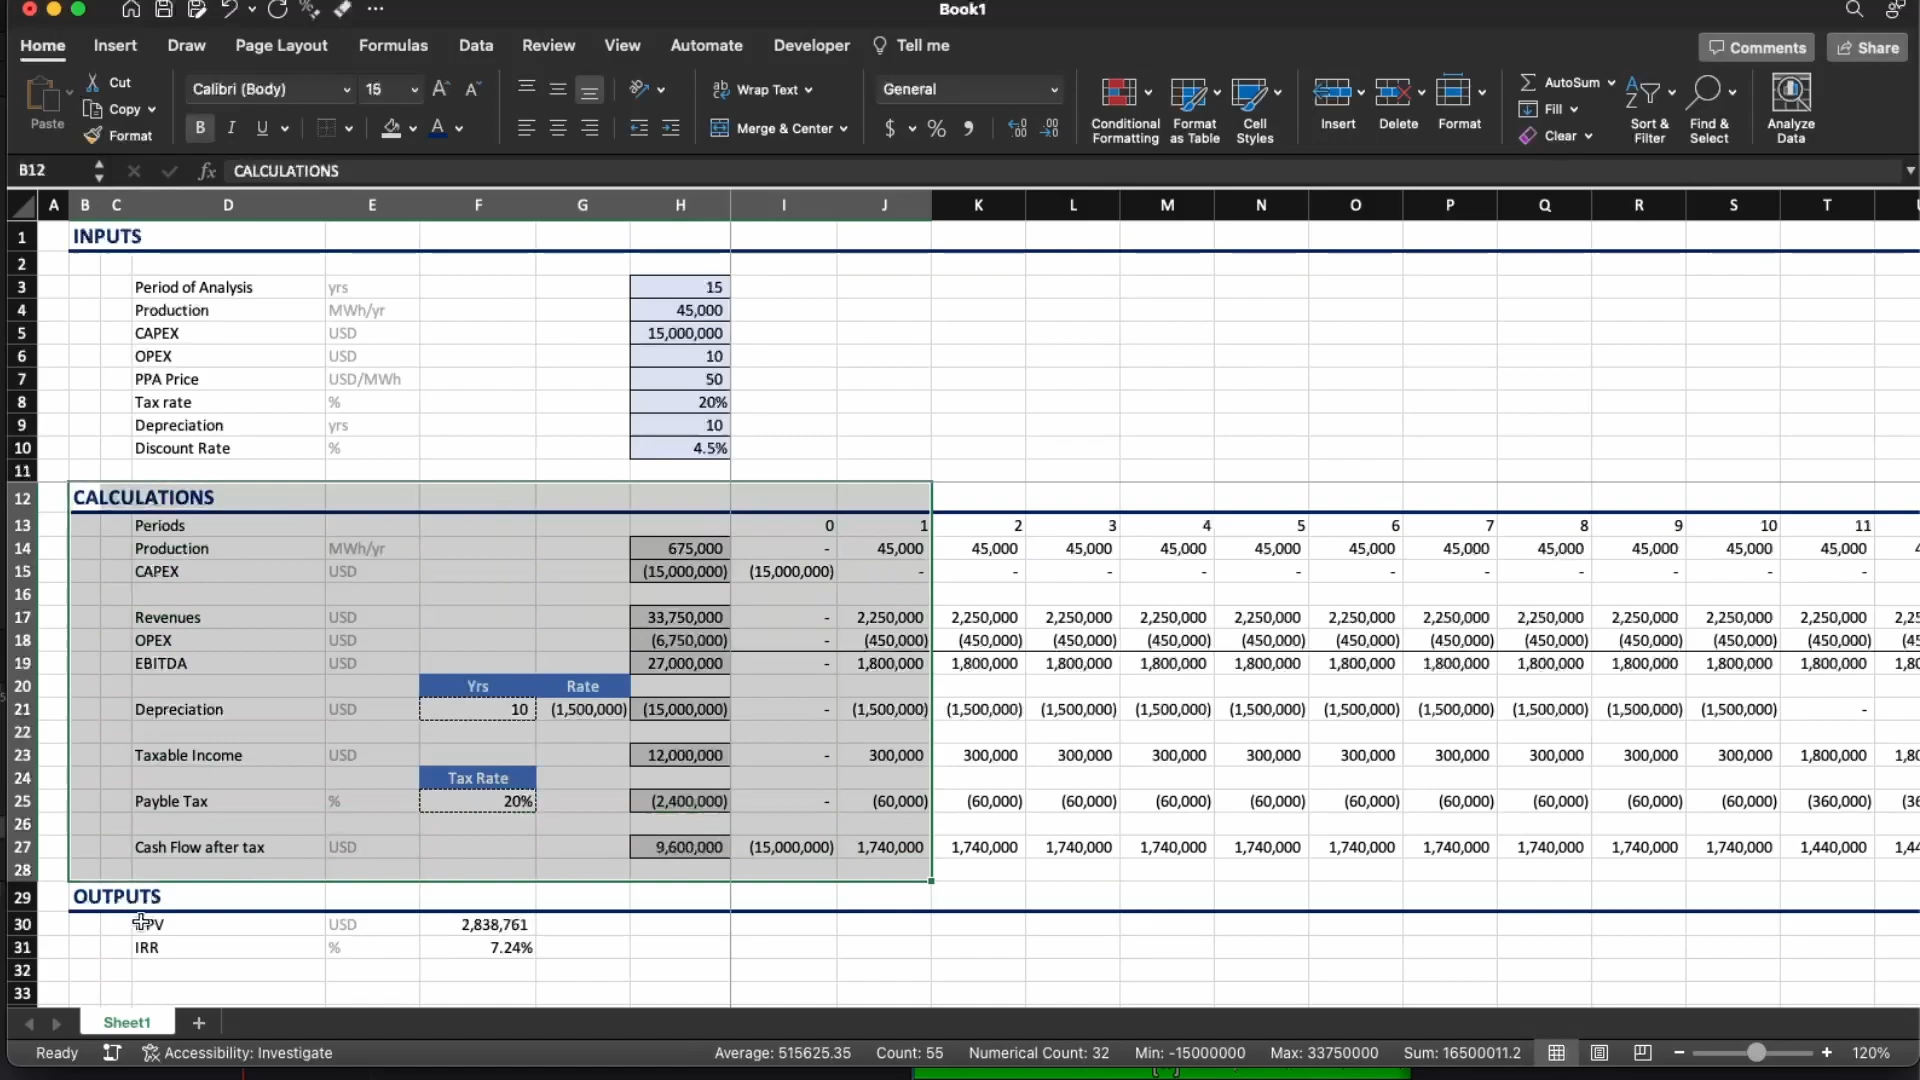 Book1
Home Insert Draw Page Layout Formulas Data Review View Automate Developer Tell me Comments Share
Paste Cut Copy Format
Calibri (Body) 15 A A
B I U A
Wrap Text
Merge & Center
General
$ %
Conditional Formatting Format as Table Cell Styles Insert Delete Format
AutoSum Fill Clear
Sort & Filter Find & Select Analyze Data
B12 fx CALCULATIONS
A B C D E F G H I J K L M N O P Q R S T
1 INPUTS
2
3 Period of Analysis yrs 15
4 Production MWh/yr 45,000
5 CAPEX USD 15,000,000
6 OPEX USD 10
7 PPA Price USD/MWh 50
8 Tax rate % 20%
9 Depreciation yrs 10
10 Discount Rate % 4.5%
11
12 CALCULATIONS
13 Periods 0 1 2 3 4 5 6 7 8 9 10 11
14 Production MWh/yr 675,000 - 45,000 45,000 45,000 45,000 45,000 45,000 45,000 45,000 45,000 45,000 45,000
15 CAPEX USD (15,000,000) (15,000,000) - - - - - - - - - - -
16
17 Revenues USD 33,750,000 - 2,250,000 2,250,000 2,250,000 2,250,000 2,250,000 2,250,000 2,250,000 2,250,000 2,250,000 2,250,000 2,250,000 2,25
18 OPEX USD (6,750,000) - (450,000) (450,000) (450,000) (450,000) (450,000) (450,000) (450,000) (450,000) (450,000) (450,000) (450,000) (45
19 EBITDA USD 27,000,000 - 1,800,000 1,800,000 1,800,000 1,800,000 1,800,000 1,800,000 1,800,000 1,800,000 1,800,000 1,800,000 1,800,000 1,80
20 Yrs Rate
21 Depreciation USD 10 (1,500,000) (15,000,000) - (1,500,000) (1,500,000) (1,500,000) (1,500,000) (1,500,000) (1,500,000) (1,500,000) (1,500,000) (1,500,000) (1,500,000) -
22
23 Taxable Income USD 12,000,000 - 300,000 300,000 300,000 300,000 300,000 300,000 300,000 300,000 300,000 300,000 1,800,000 1,80
24 Tax Rate
25 Payble Tax % 20% (2,400,000) - (60,000) (60,000) (60,000) (60,000) (60,000) (60,000) (60,000) (60,000) (60,000) (60,000) (360,000) (36
26
27 Cash Flow after tax USD 9,600,000 (15,000,000) 1,740,000 1,740,000 1,740,000 1,740,000 1,740,000 1,740,000 1,740,000 1,740,000 1,740,000 1,740,000 1,440,000 1,44
28
29 OUTPUTS
30 USD 2,838,761
31 IRR % 7.24%
32
33
Sheet1 +
Ready Accessibility: Investigate Average: 515625.35 Count: 55 Numerical Count: 32 Min: -15000000 Max: 33750000 Sum: 16500011.2 - + 120%